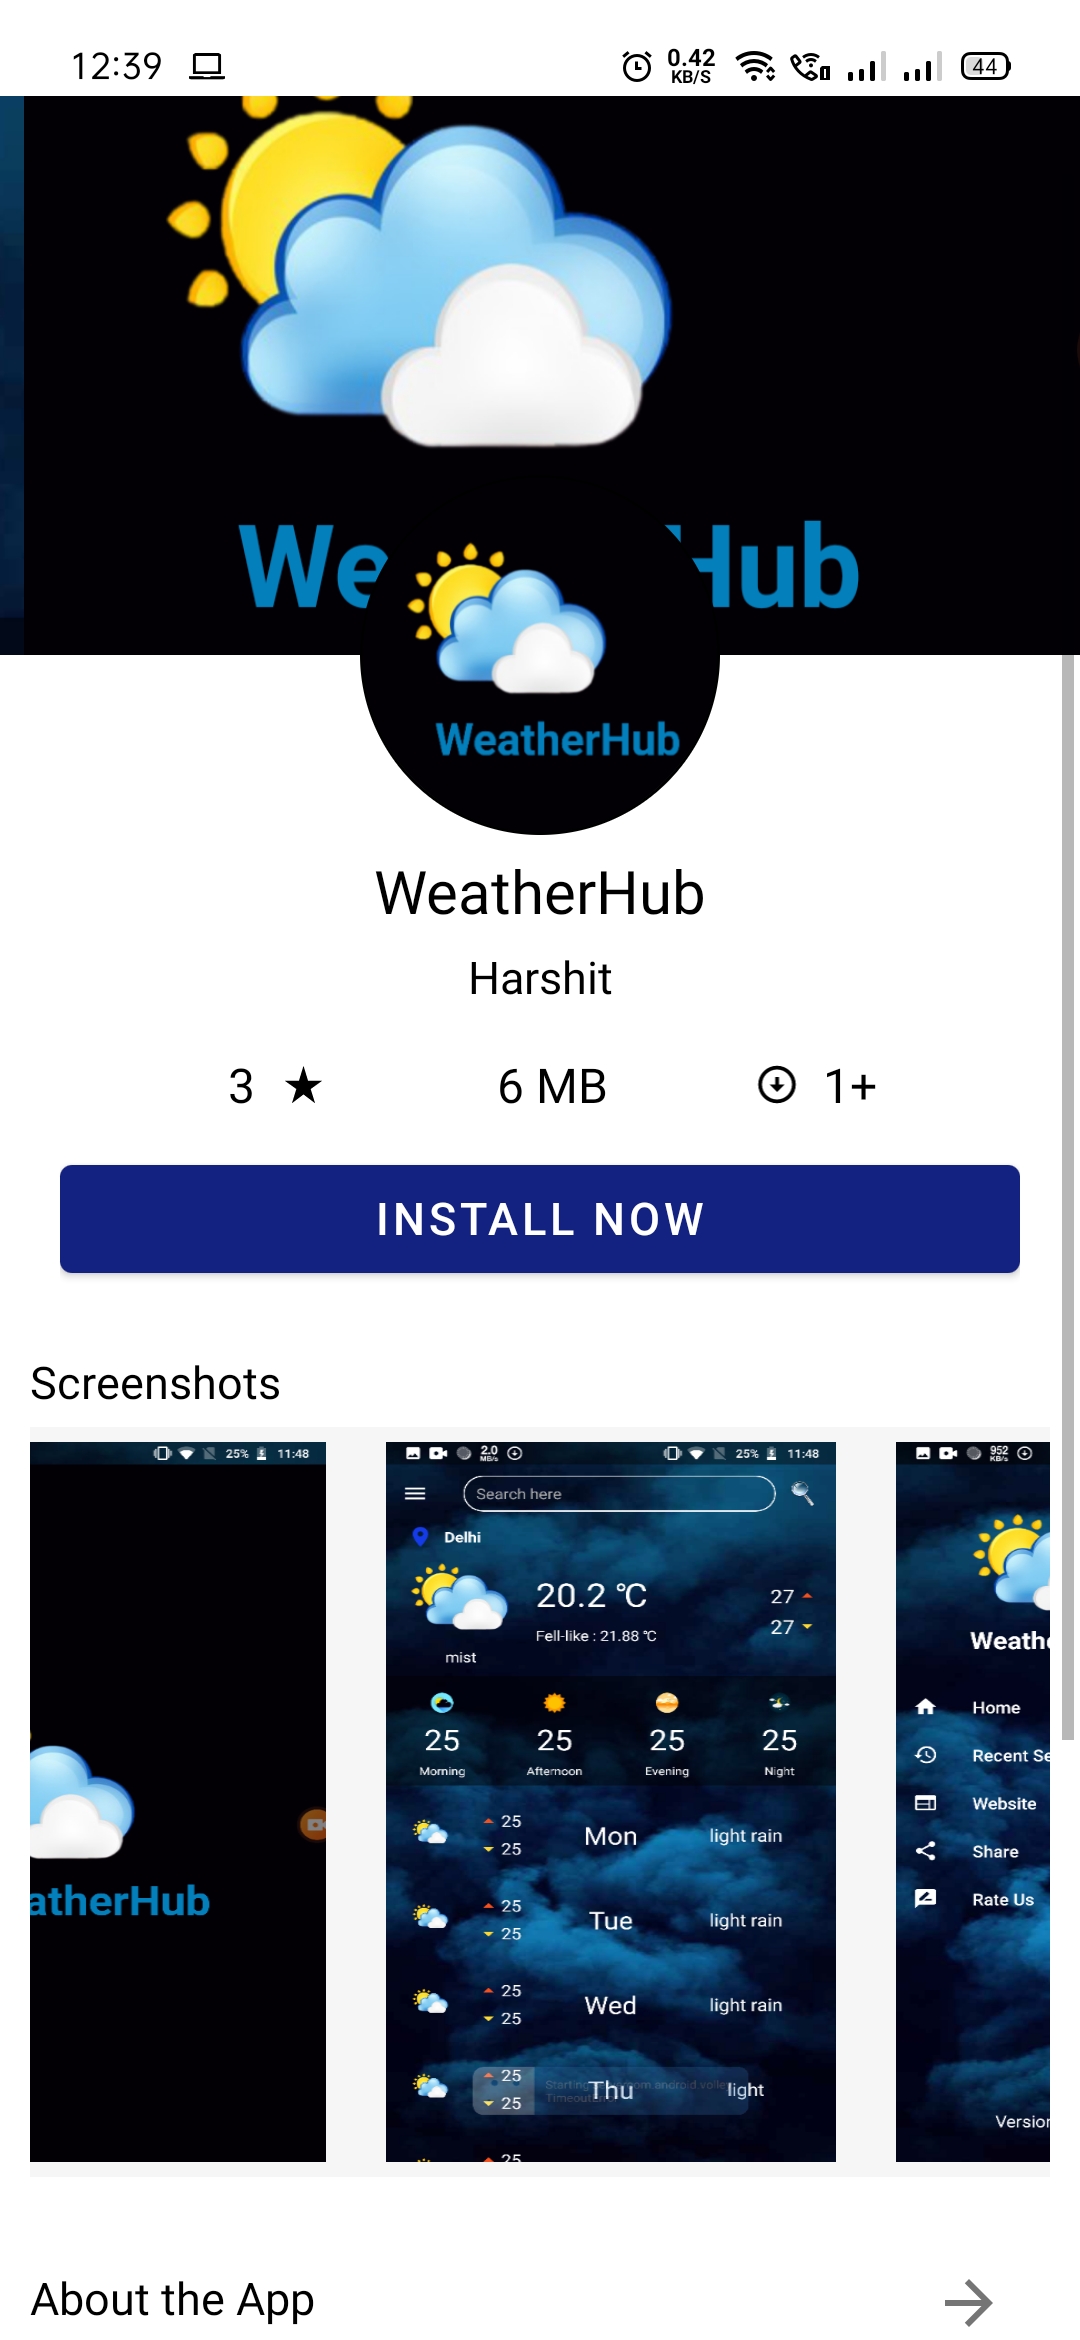 12:39
0.42
KB/S
44
We Hub
WeatherHub
WeatherHub
Harshit
3 ★
6 MB
1+
INSTALL NOW
Screenshots
25% 11:48
atherHub
2.0
MB/s
25% 11:48
Search here
Delhi
20.2 °C
Fell-like : 21.88 °C
27
27
mist
25 25 25 25
Morning Afternoon Evening Night
25
25
Mon
light rain
25
25
Tue
light rain
25
25
Wed
light rain
25
25
Thu
light
25
952
KB/s
Weath
Home
Recent Se
Website
Share
Rate Us
Version
About the App